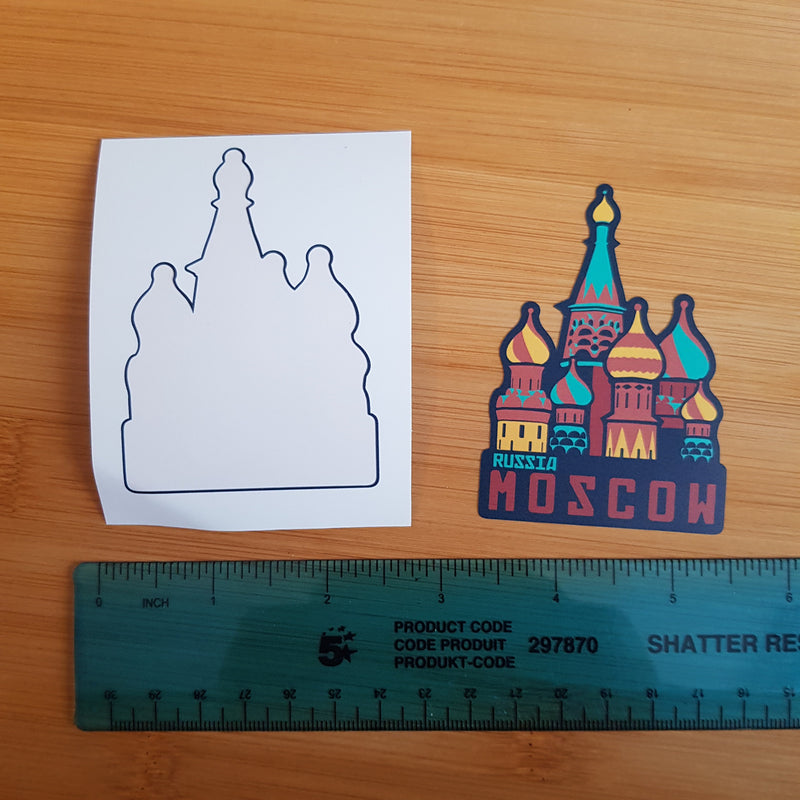 RUSSIA
MOSCOW
0 INCH 1 2 3 4 5 6
PRODUCT CODE
CODE PRODUIT 297870 SHATTER RES
PRODUKT-CODE
5
30 29 28 27 26 25 24 23 22 21 20 19 18 17 16 15